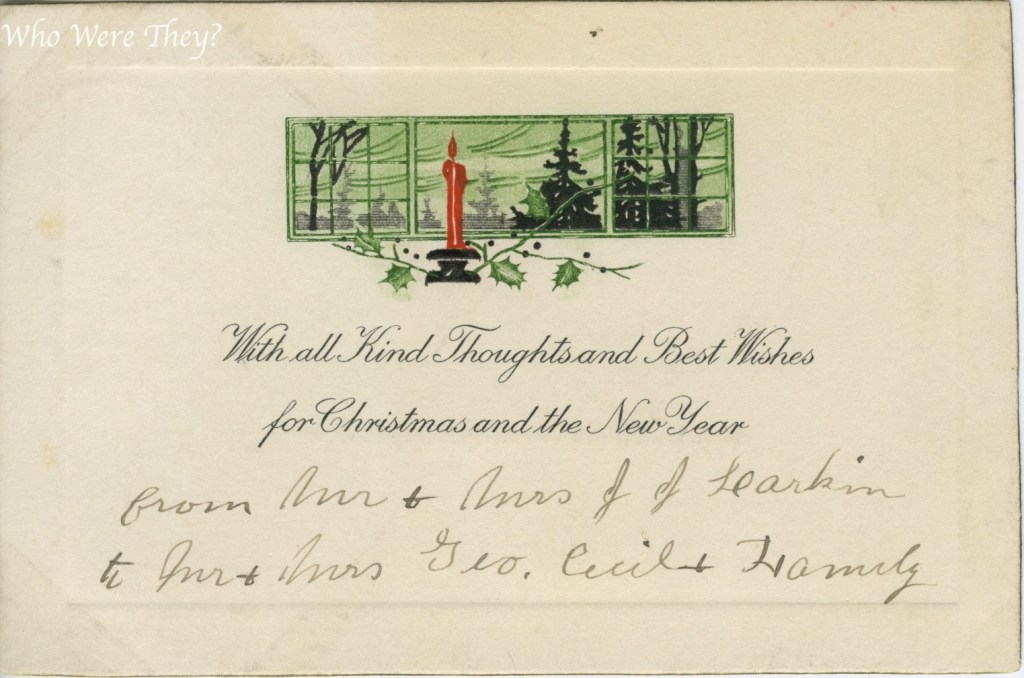 Who Were They?
With all Kind Thoughts and Best Wishes
for Christmas and the New Year
from Mr & Mrs J J Harkin
to Mr & Mrs Geo. Cecil & Family